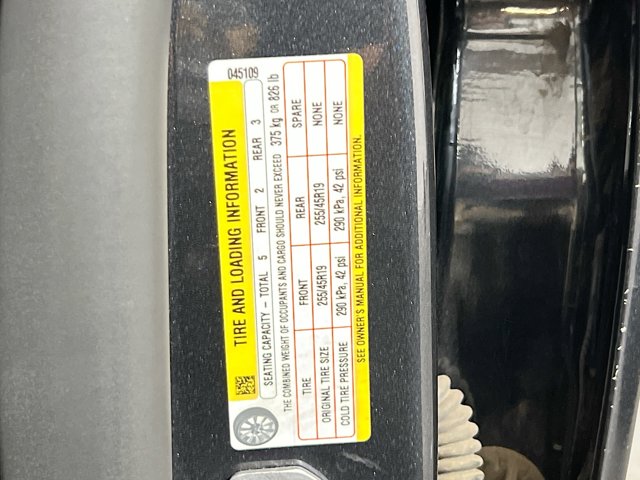 045109
TIRE AND LOADING INFORMATION
SEATING CAPACITY – TOTAL 5 FRONT 2 REAR 3
THE COMBINED WEIGHT OF OCCUPANTS AND CARGO SHOULD NEVER EXCEED 375 kg OR 826 lb
TIRE FRONT REAR SPARE
ORIGINAL TIRE SIZE 255/45R19 255/45R19 NONE
COLD TIRE PRESSURE 290 kPa, 42 psi 290 kPa, 42 psi NONE
SEE OWNER'S MANUAL FOR ADDITIONAL INFORMATION.